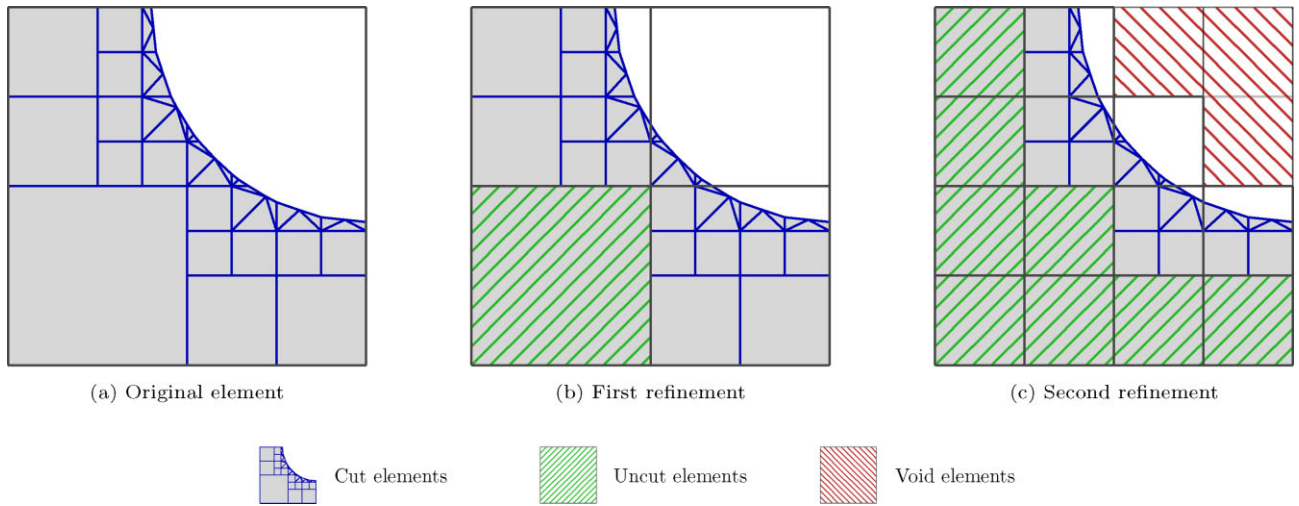 (a) Original element
(b) First refinement
(c) Second refinement
Cut elements
Uncut elements
Void elements